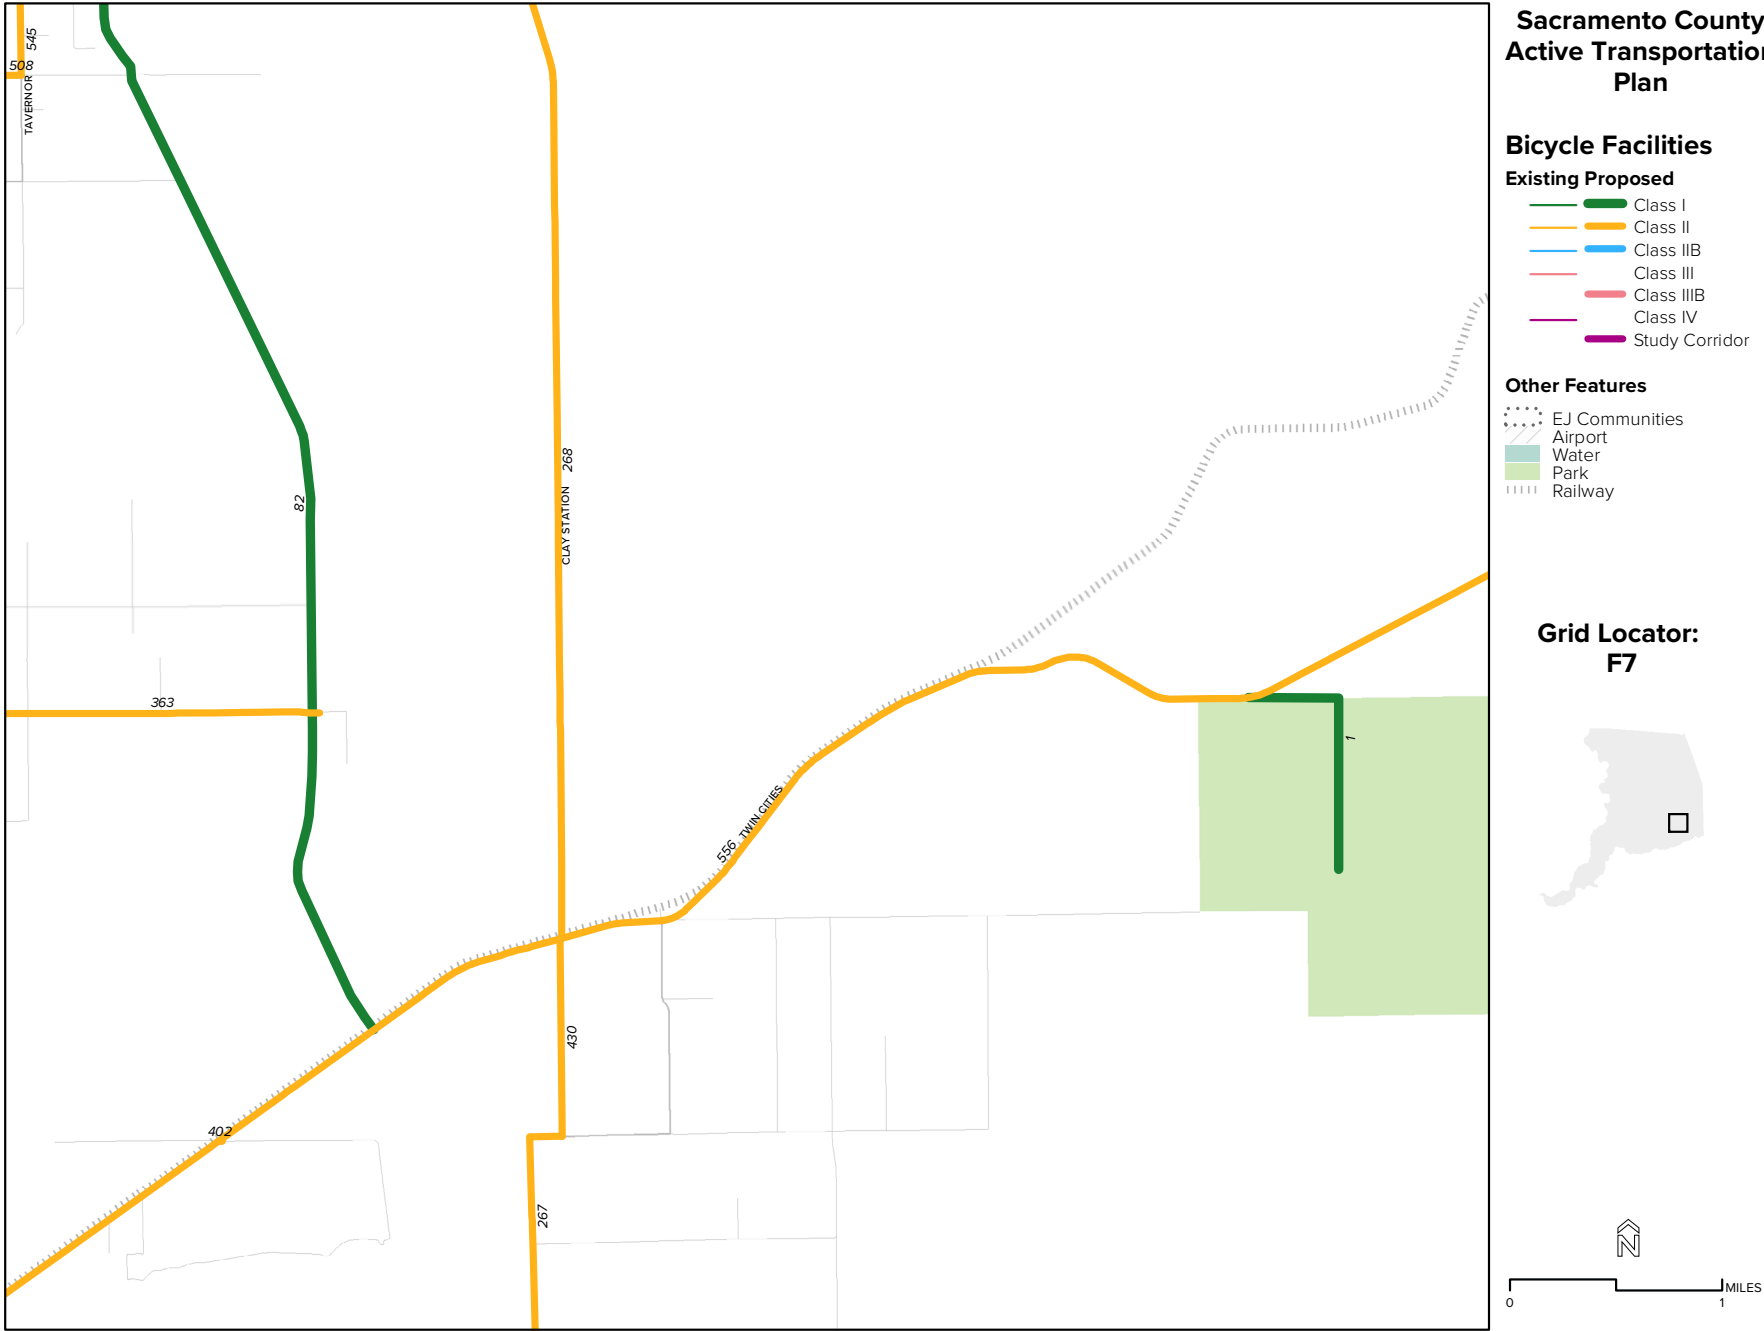 Sacramento County
Active Transportation
Plan
Bicycle Facilities
Existing Proposed
Class I
Class II
Class IIB
Class III
Class IIIB
Class IV
Study Corridor
Other Features
EJ Communities
Airport
Water
Park
Railway
Grid Locator:
F7
N
MILES
0 1
545
508
TAVERNOR
82
268
CLAY STATION
363
1
556
TWIN CITIES
430
402
267